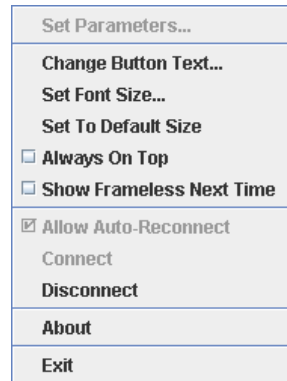 Set Parameters...
Change Button Text...
Set Font Size...
Set To Default Size
Always On Top
Show Frameless Next Time
Allow Auto-Reconnect
Connect
Disconnect
About
Exit